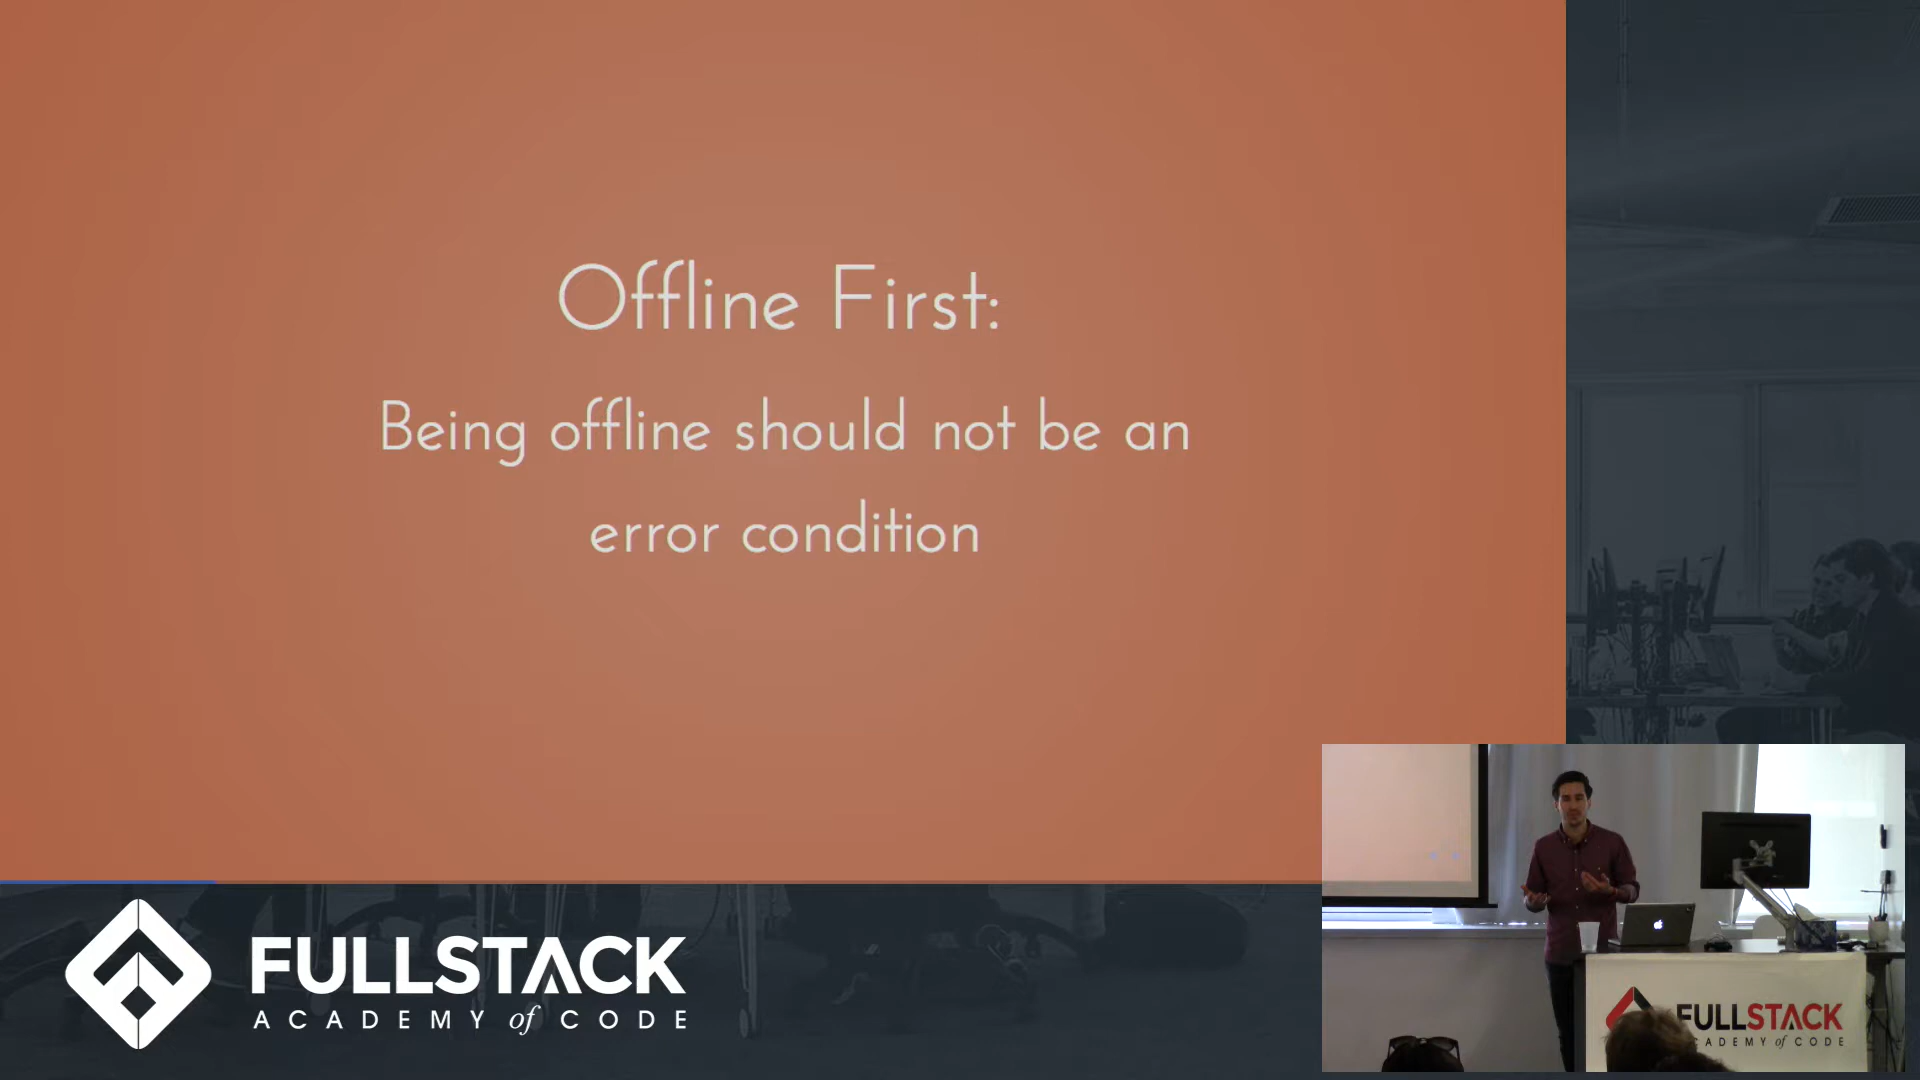 Offline First:
Being offline should not be an
error condition
FULLSTACK
ACADEMY of CODE
FULLSTACK
ACADEMY of CODE